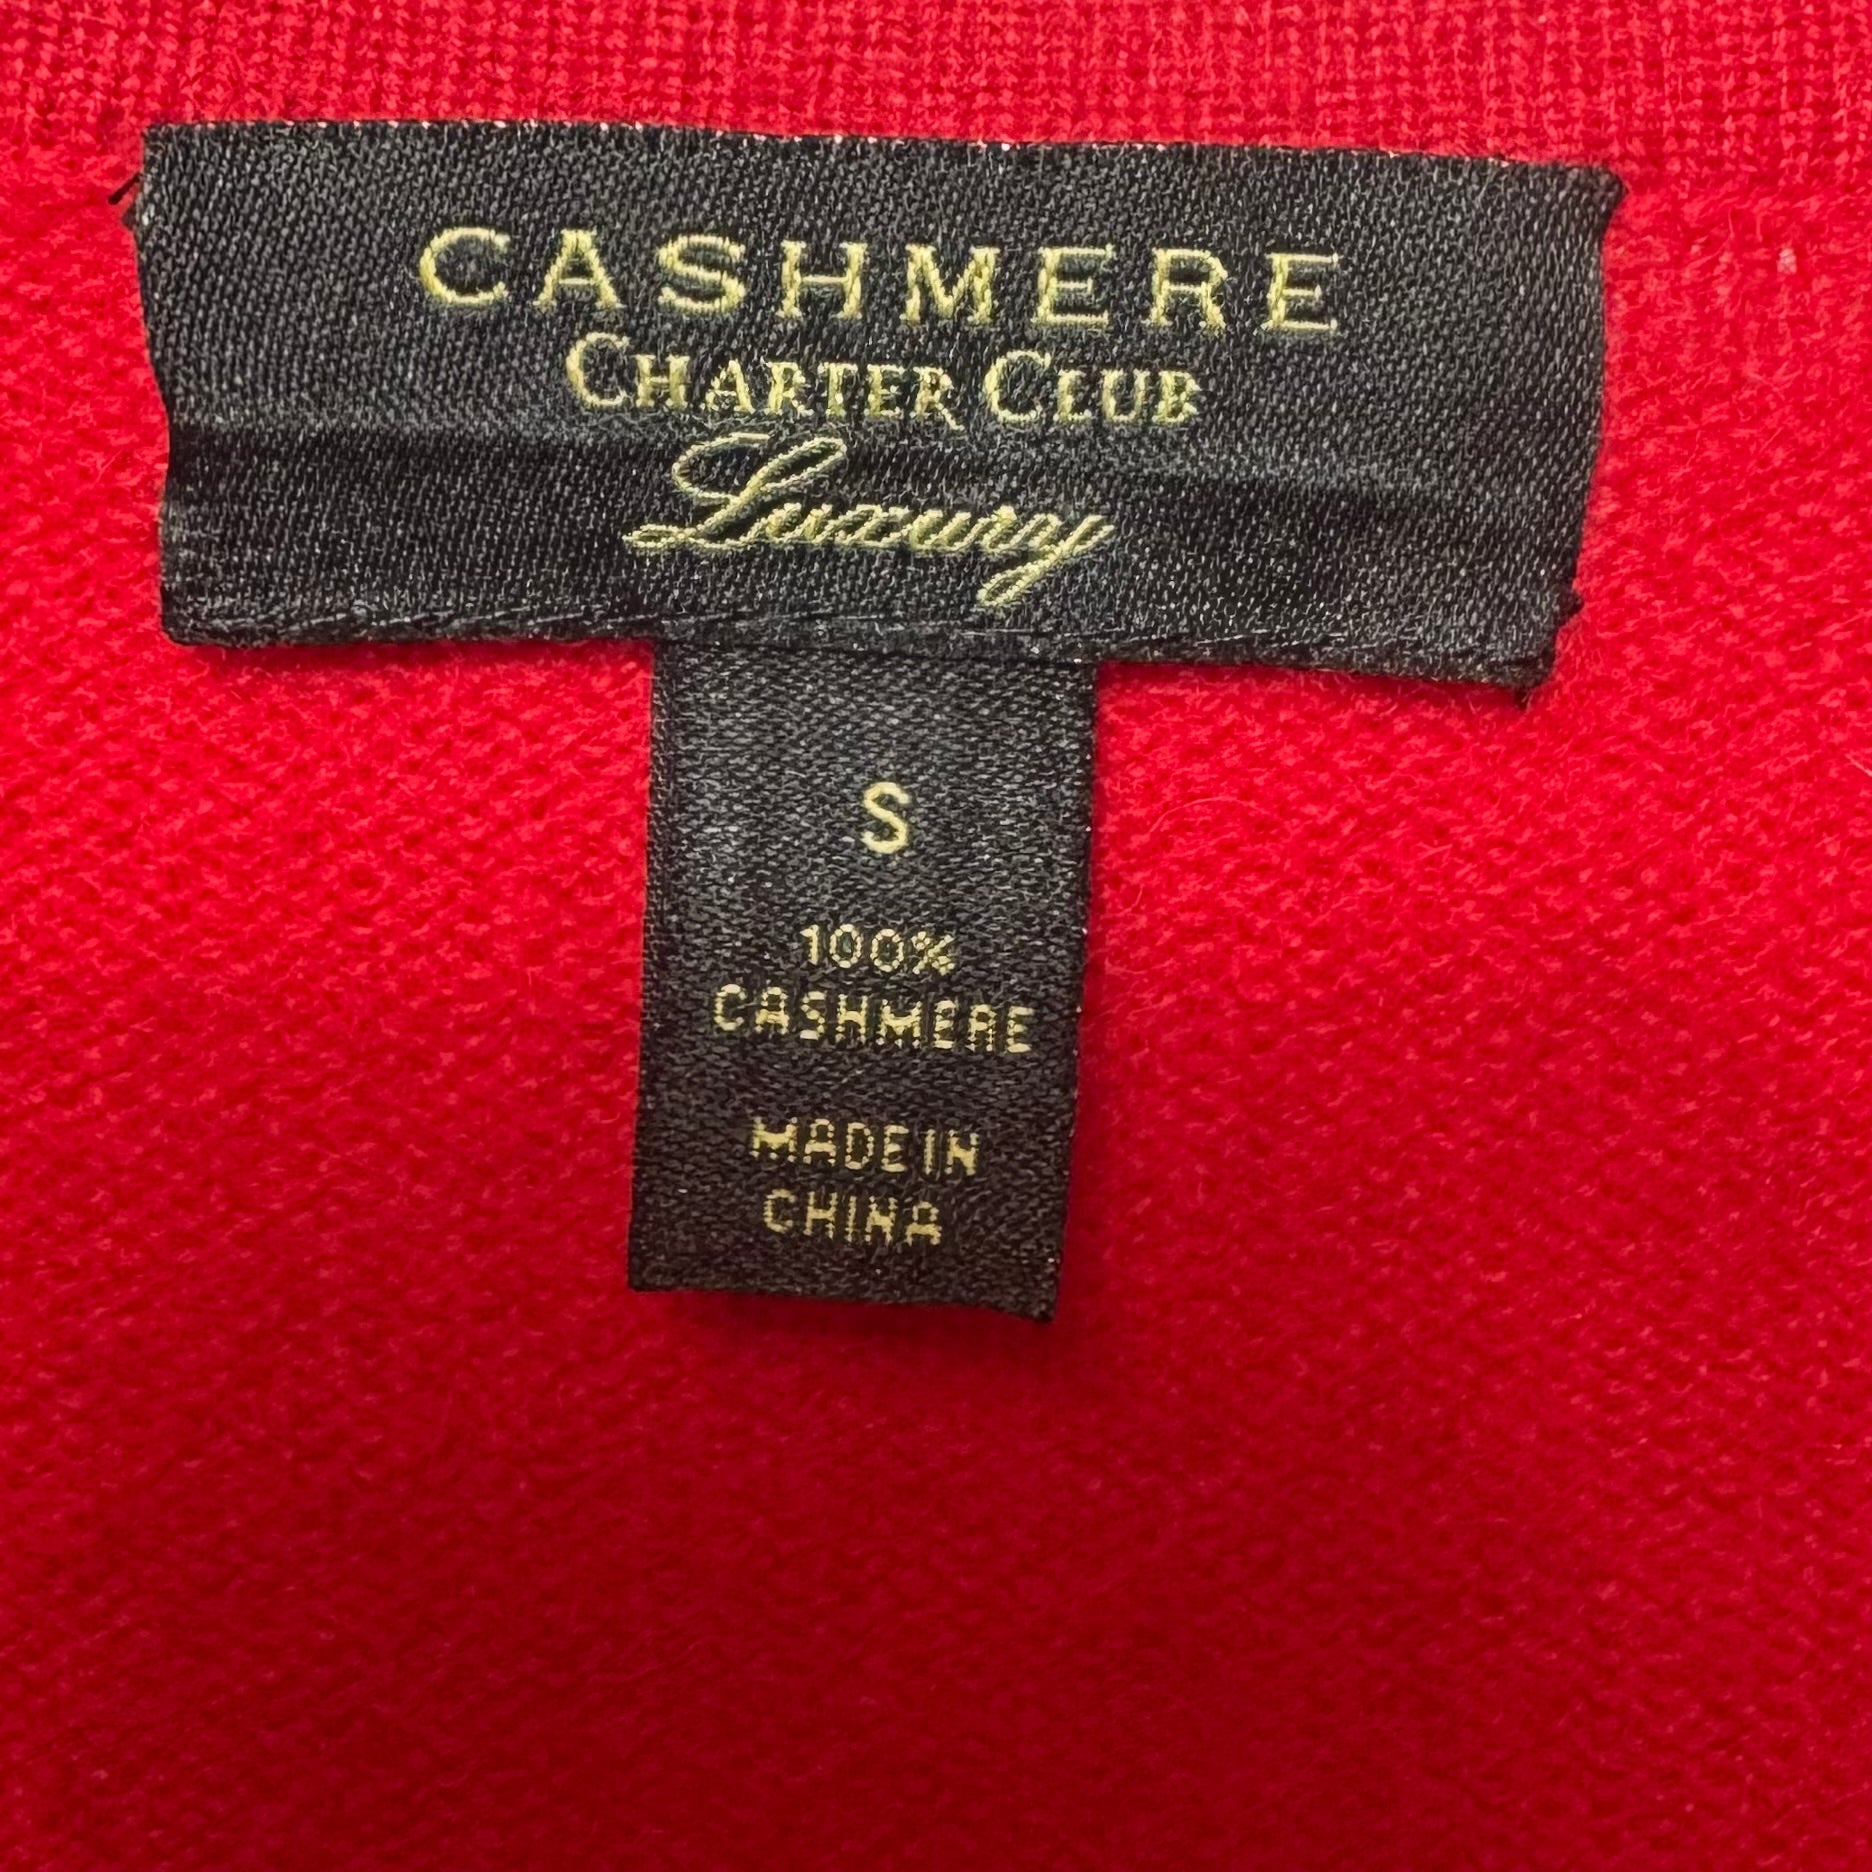 CASHMERE
CHARTER CLUB
Luxury
S
100%
CASHMERE
MADE IN
CHINA